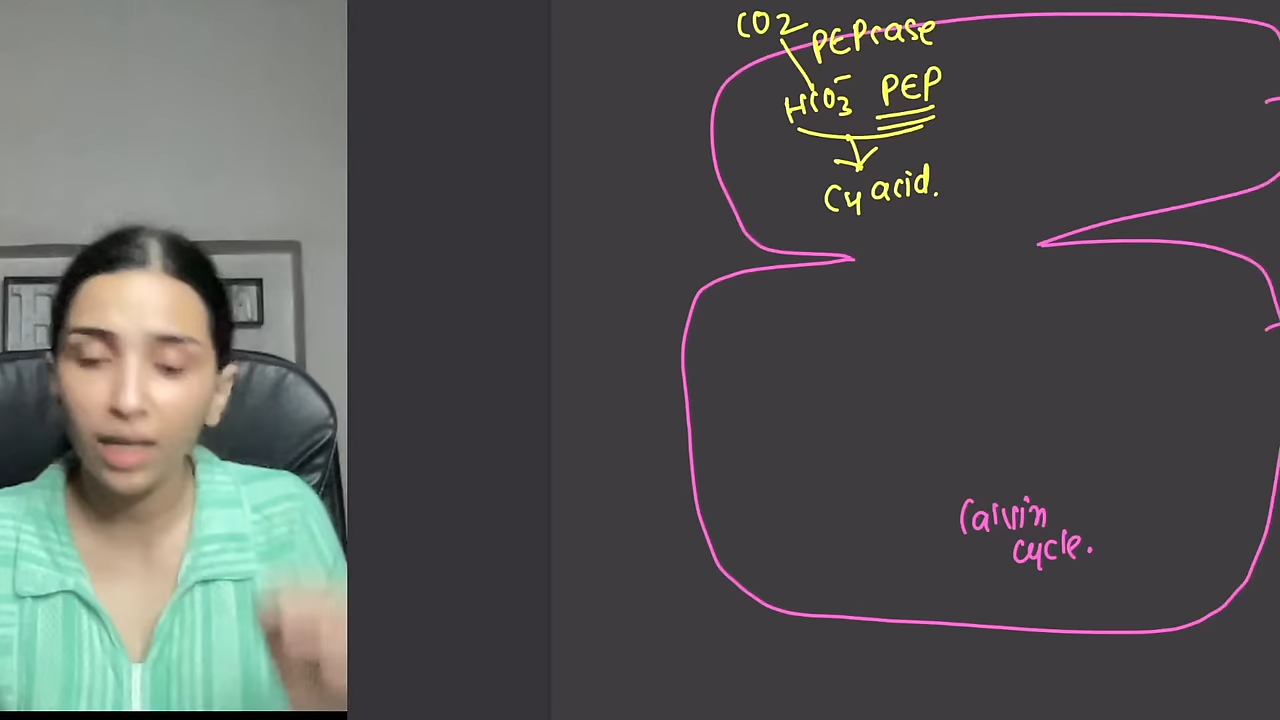 CO2
PEPcase
HCO3⁻ PEP
C4 acid.
Calvin
cycle.